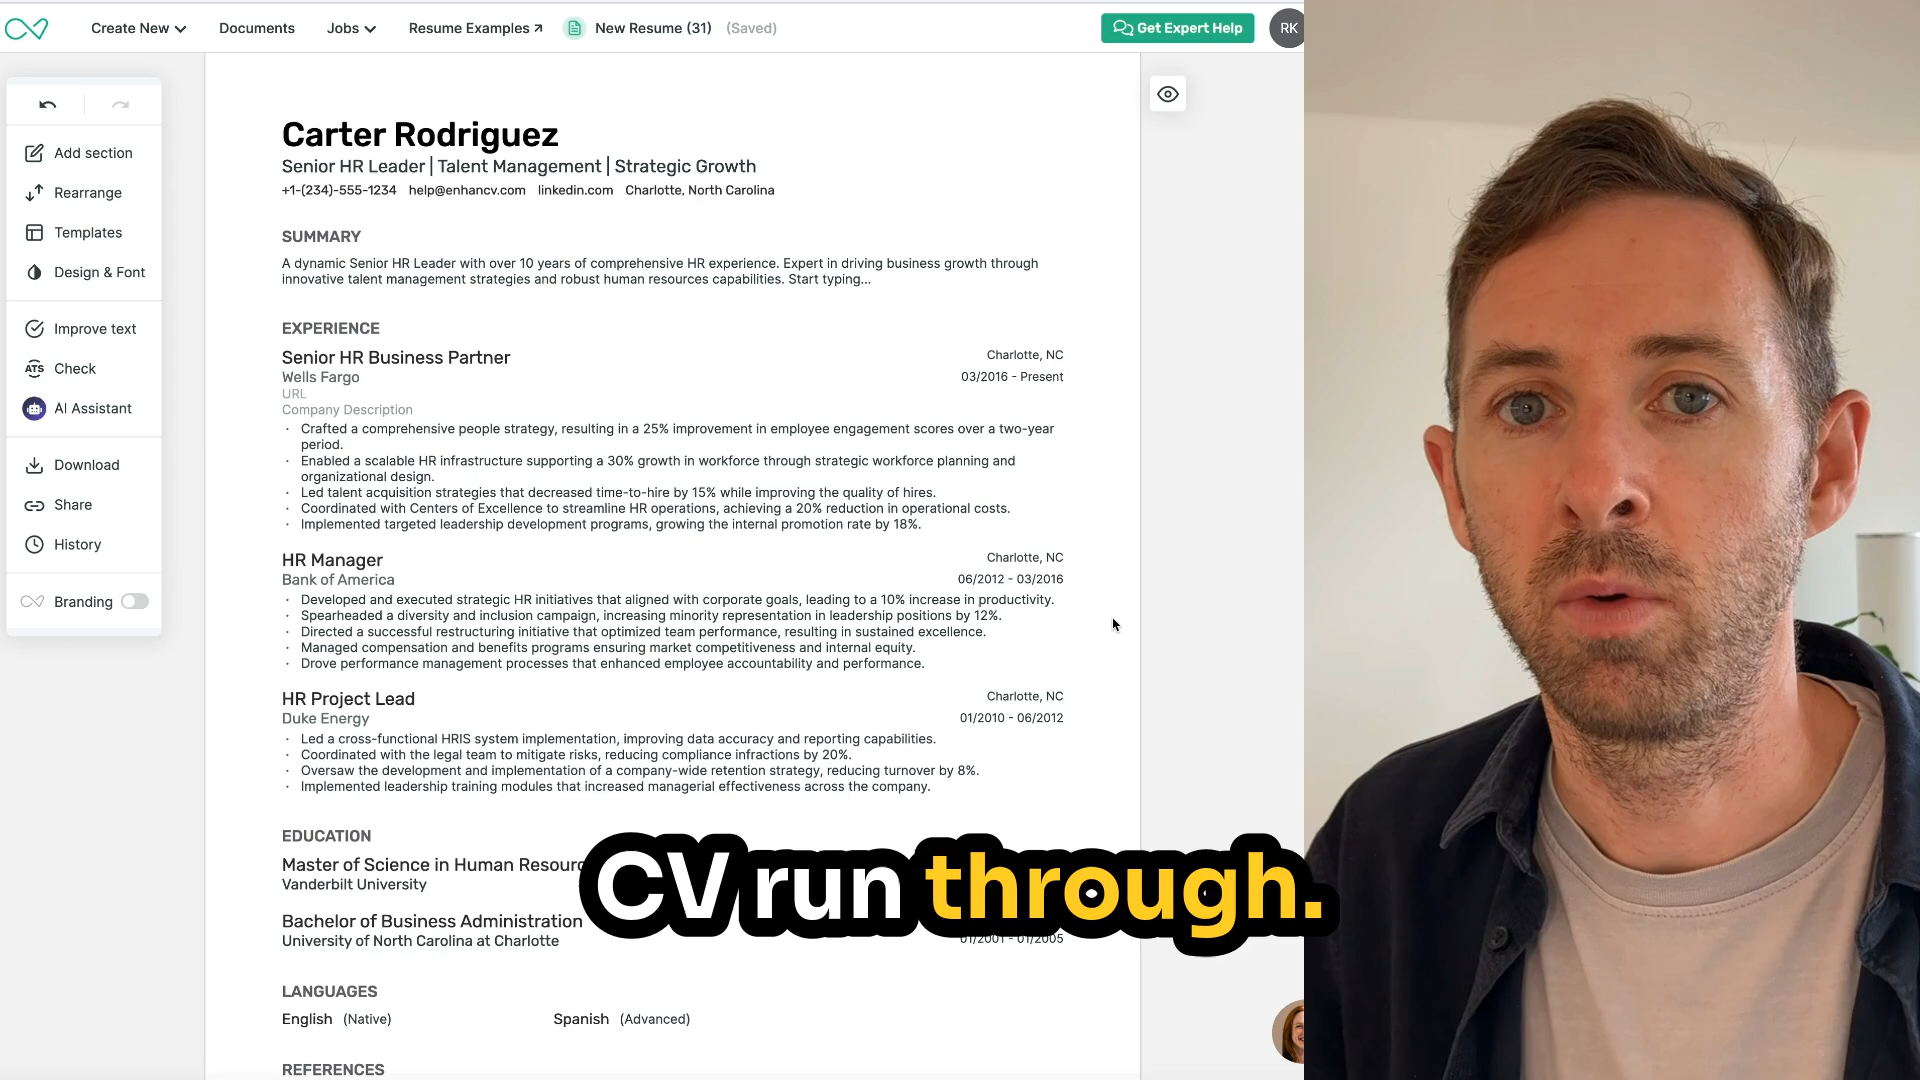 Create New
Documents
Jobs
Resume Examples ↗
New Resume (31)
(Saved)
Get Expert Help
RK
Add section
Rearrange
Templates
Design & Font
Improve text
ATS Check
AI Assistant
Download
Share
History
Branding
Carter Rodriguez
Senior HR Leader | Talent Management | Strategic Growth
+1-(234)-555-1234 help@enhancv.com linkedin.com Charlotte, North Carolina
SUMMARY
A dynamic Senior HR Leader with over 10 years of comprehensive HR experience. Expert in driving business growth through
innovative talent management strategies and robust human resources capabilities. Start typing...
EXPERIENCE
Senior HR Business Partner
Charlotte, NC
Wells Fargo
03/2016 - Present
URL
Company Description
· Crafted a comprehensive people strategy, resulting in a 25% improvement in employee engagement scores over a two-year
period.
· Enabled a scalable HR infrastructure supporting a 30% growth in workforce through strategic workforce planning and
organizational design.
· Led talent acquisition strategies that decreased time-to-hire by 15% while improving the quality of hires.
· Coordinated with Centers of Excellence to streamline HR operations, achieving a 20% reduction in operational costs.
· Implemented targeted leadership development programs, growing the internal promotion rate by 18%.
HR Manager
Charlotte, NC
Bank of America
06/2012 - 03/2016
· Developed and executed strategic HR initiatives that aligned with corporate goals, leading to a 10% increase in productivity.
· Spearheaded a diversity and inclusion campaign, increasing minority representation in leadership positions by 12%.
· Directed a successful restructuring initiative that optimized team performance, resulting in sustained excellence.
· Managed compensation and benefits programs ensuring market competitiveness and internal equity.
· Drove performance management processes that enhanced employee accountability and performance.
HR Project Lead
Charlotte, NC
Duke Energy
01/2010 - 06/2012
· Led a cross-functional HRIS system implementation, improving data accuracy and reporting capabilities.
· Coordinated with the legal team to mitigate risks, reducing compliance infractions by 20%.
· Oversaw the development and implementation of a company-wide retention strategy, reducing turnover by 8%.
· Implemented leadership training modules that increased managerial effectiveness across the company.
EDUCATION
Master of Science in Human
Vanderbilt University
CV run through.
Bachelor of Business Administration
University of North Carolina at Charlotte
01/2001 - 01/2005
LANGUAGES
English (Native)
Spanish (Advanced)
REFERENCES